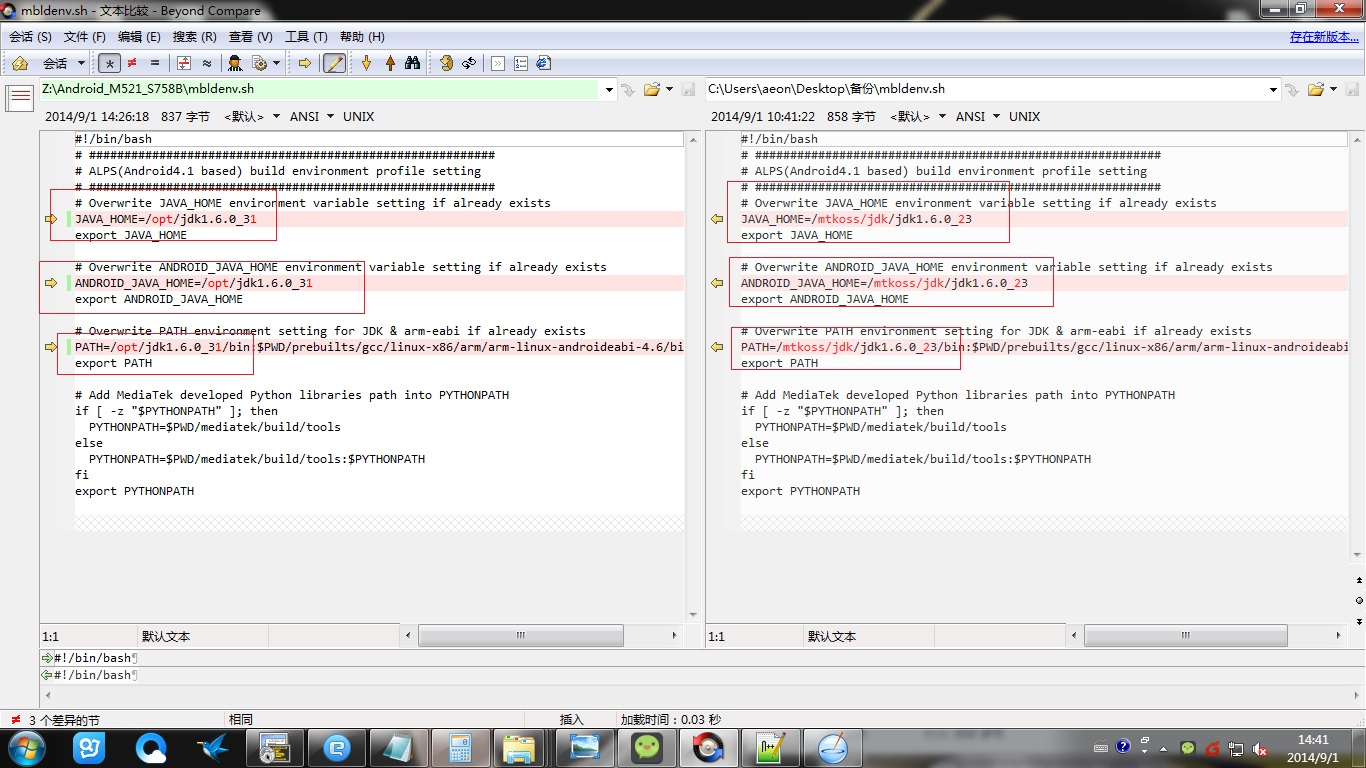 mbldenv.sh - 文本比较 - Beyond Compare
会话 (S) 文件 (F) 编辑 (E) 搜索 (R) 查看 (V) 工具 (T) 帮助 (H) 存在新版本...
会话
Z:\Android_M521_S758B\mbldenv.sh
C:\Users\aeon\Desktop\备份\mbldenv.sh
2014/9/1 14:26:18 837 字节 <默认> ANSI UNIX
2014/9/1 10:41:22 858 字节 <默认> ANSI UNIX
#!/bin/bash
# ##########################################################
# ALPS(Android4.1 based) build environment profile setting
# ##########################################################
# Overwrite JAVA_HOME environment variable setting if already exists
JAVA_HOME=/opt/jdk1.6.0_31
export JAVA_HOME
# Overwrite ANDROID_JAVA_HOME environment variable setting if already exists
ANDROID_JAVA_HOME=/opt/jdk1.6.0_31
export ANDROID_JAVA_HOME
# Overwrite PATH environment setting for JDK & arm-eabi if already exists
PATH=/opt/jdk1.6.0_31/bin:$PWD/prebuilts/gcc/linux-x86/arm/arm-linux-androideabi-4.6/bi
export PATH
# Add MediaTek developed Python libraries path into PYTHONPATH
if [ -z "$PYTHONPATH" ]; then
  PYTHONPATH=$PWD/mediatek/build/tools
else
  PYTHONPATH=$PWD/mediatek/build/tools:$PYTHONPATH
fi
export PYTHONPATH
#!/bin/bash
# ##########################################################
# ALPS(Android4.1 based) build environment profile setting
# ##########################################################
# Overwrite JAVA_HOME environment variable setting if already exists
JAVA_HOME=/mtkoss/jdk/jdk1.6.0_23
export JAVA_HOME
# Overwrite ANDROID_JAVA_HOME environment variable setting if already exists
ANDROID_JAVA_HOME=/mtkoss/jdk/jdk1.6.0_23
export ANDROID_JAVA_HOME
# Overwrite PATH environment setting for JDK & arm-eabi if already exists
PATH=/mtkoss/jdk/jdk1.6.0_23/bin:$PWD/prebuilts/gcc/linux-x86/arm/arm-linux-androideabi
export PATH
# Add MediaTek developed Python libraries path into PYTHONPATH
if [ -z "$PYTHONPATH" ]; then
  PYTHONPATH=$PWD/mediatek/build/tools
else
  PYTHONPATH=$PWD/mediatek/build/tools:$PYTHONPATH
fi
export PYTHONPATH
1:1 默认文本
1:1 默认文本
#!/bin/bash¶
#!/bin/bash¶
≠ 3 个差异的节 相同 插入 加载时间：0.03 秒
14:41
2014/9/1